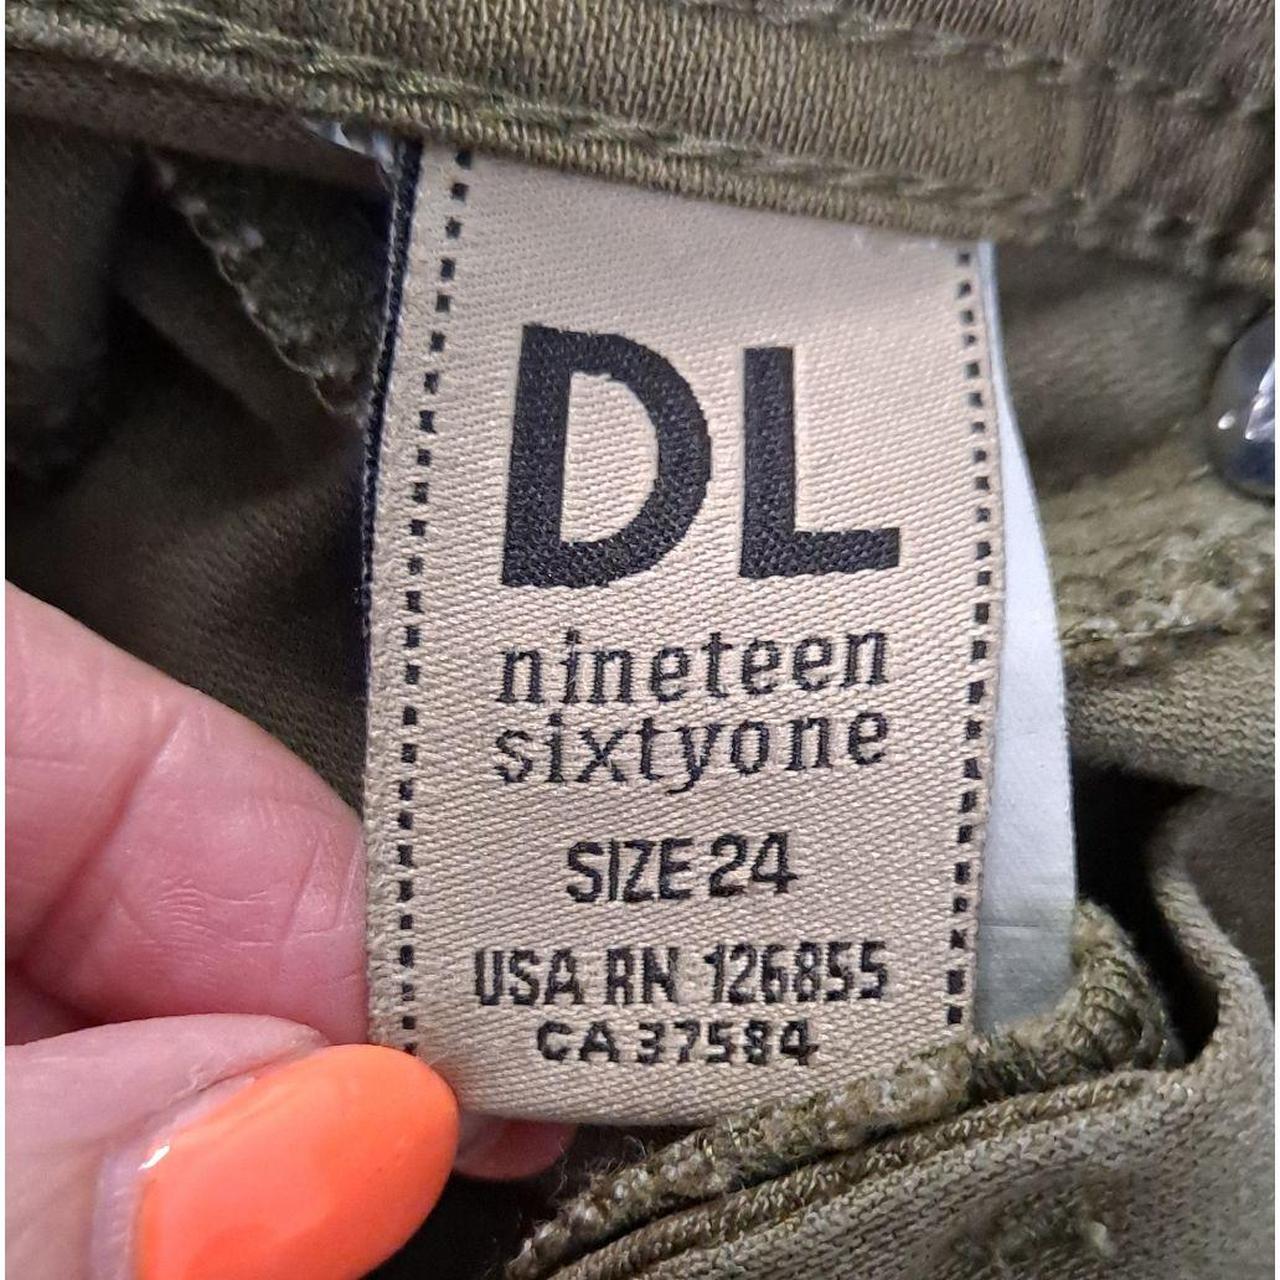 DL
nineteen
sixtyone
SIZE 24
USA RN 126855
CA 37584